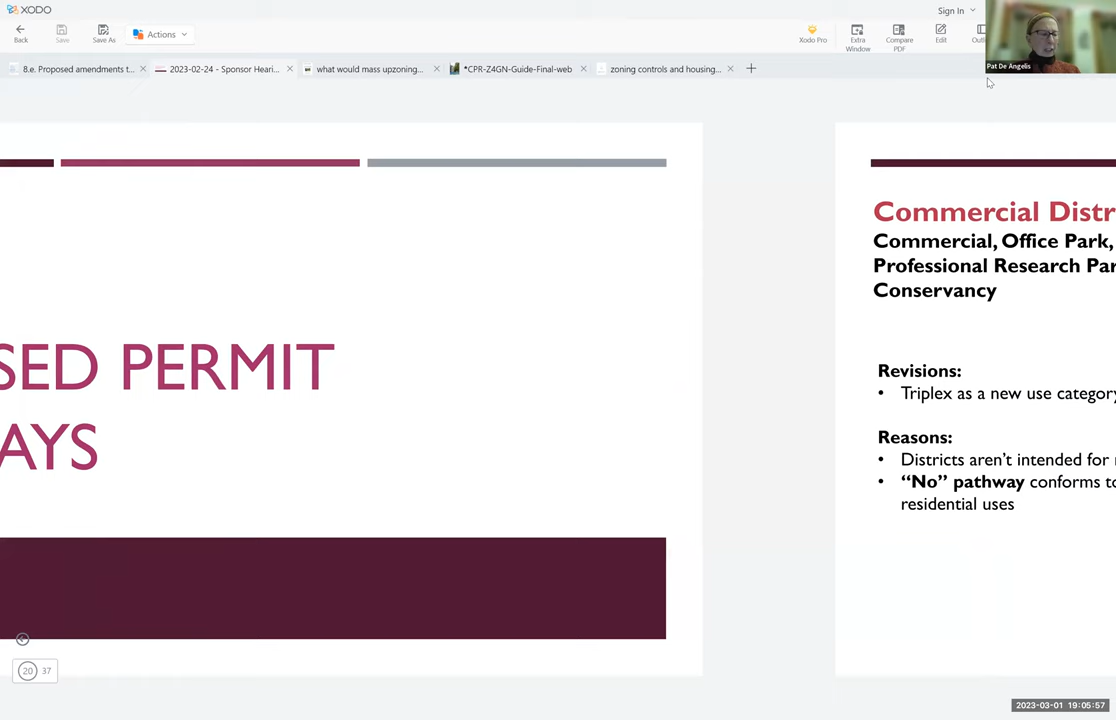 XODO
Sign In
Back
Save
Save As
Actions
Xodo Pro
Extra Window
Compare PDF
Edit
Outli
Pat De Angelis
8.e. Proposed amendments t...
2023-02-24 - Sponsor Heari...
what would mass upzoning...
*CPR-Z4GN-Guide-Final-web
zoning controls and housing...
SED PERMIT
AYS
Commercial Distr
Commercial, Office Park,
Professional Research Par
Conservancy
Revisions:
• Triplex as a new use category
Reasons:
• Districts aren't intended for
• “No” pathway conforms to
residential uses
20 37
2023-03-01 19:05:57